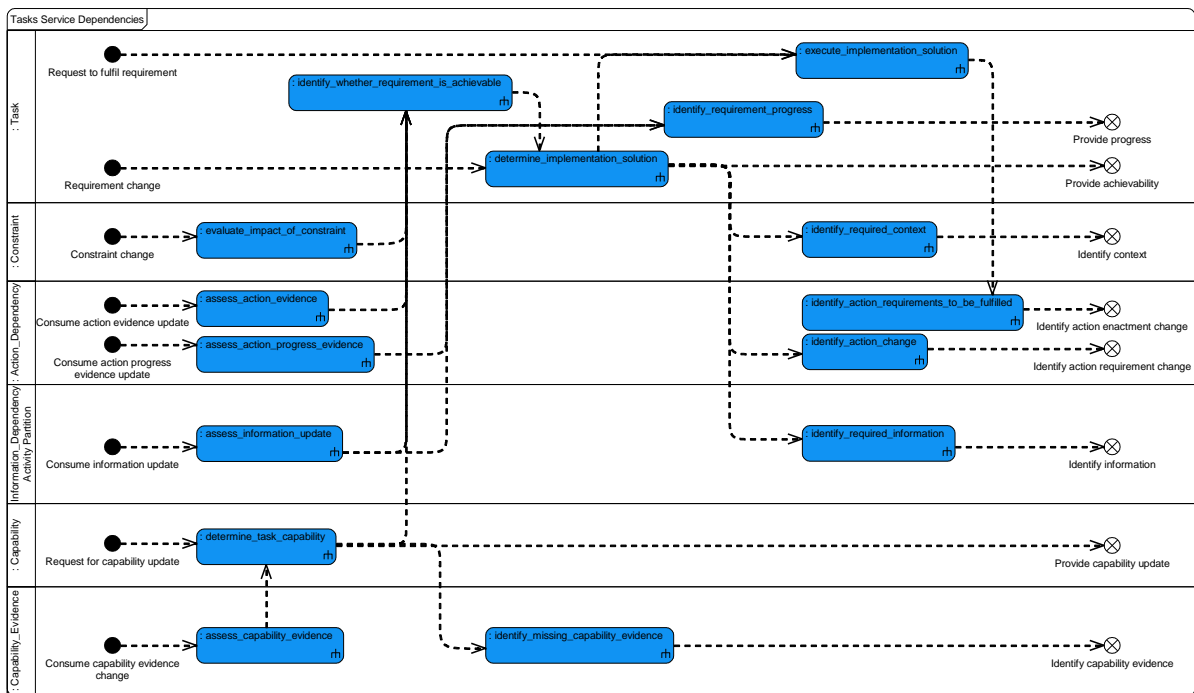 Tasks Service Dependencies
: Task
Request to fulfil requirement
: execute_implementation_solution
: identify_whether_requirement_is_achievable
: identify_requirement_progress
Provide progress
: determine_implementation_solution
Requirement change
Provide achievability
: Constraint
: evaluate_impact_of_constraint
: identify_required_context
Constraint change
Identify context
: Action_Dependency
: assess_action_evidence
: identify_action_requirements_to_be_fulfilled
Consume action evidence update
Identify action enactment change
: assess_action_progress_evidence
: identify_action_change
Consume action progress
evidence update
Identify action requirement change
Information_Dependency
Activity Partition
: assess_information_update
: identify_required_information
Consume information update
Identify information
: Capability
: determine_task_capability
Request for capability update
Provide capability update
: Capability_Evidence
: assess_capability_evidence
: identify_missing_capability_evidence
Consume capability evidence
change
Identify capability evidence